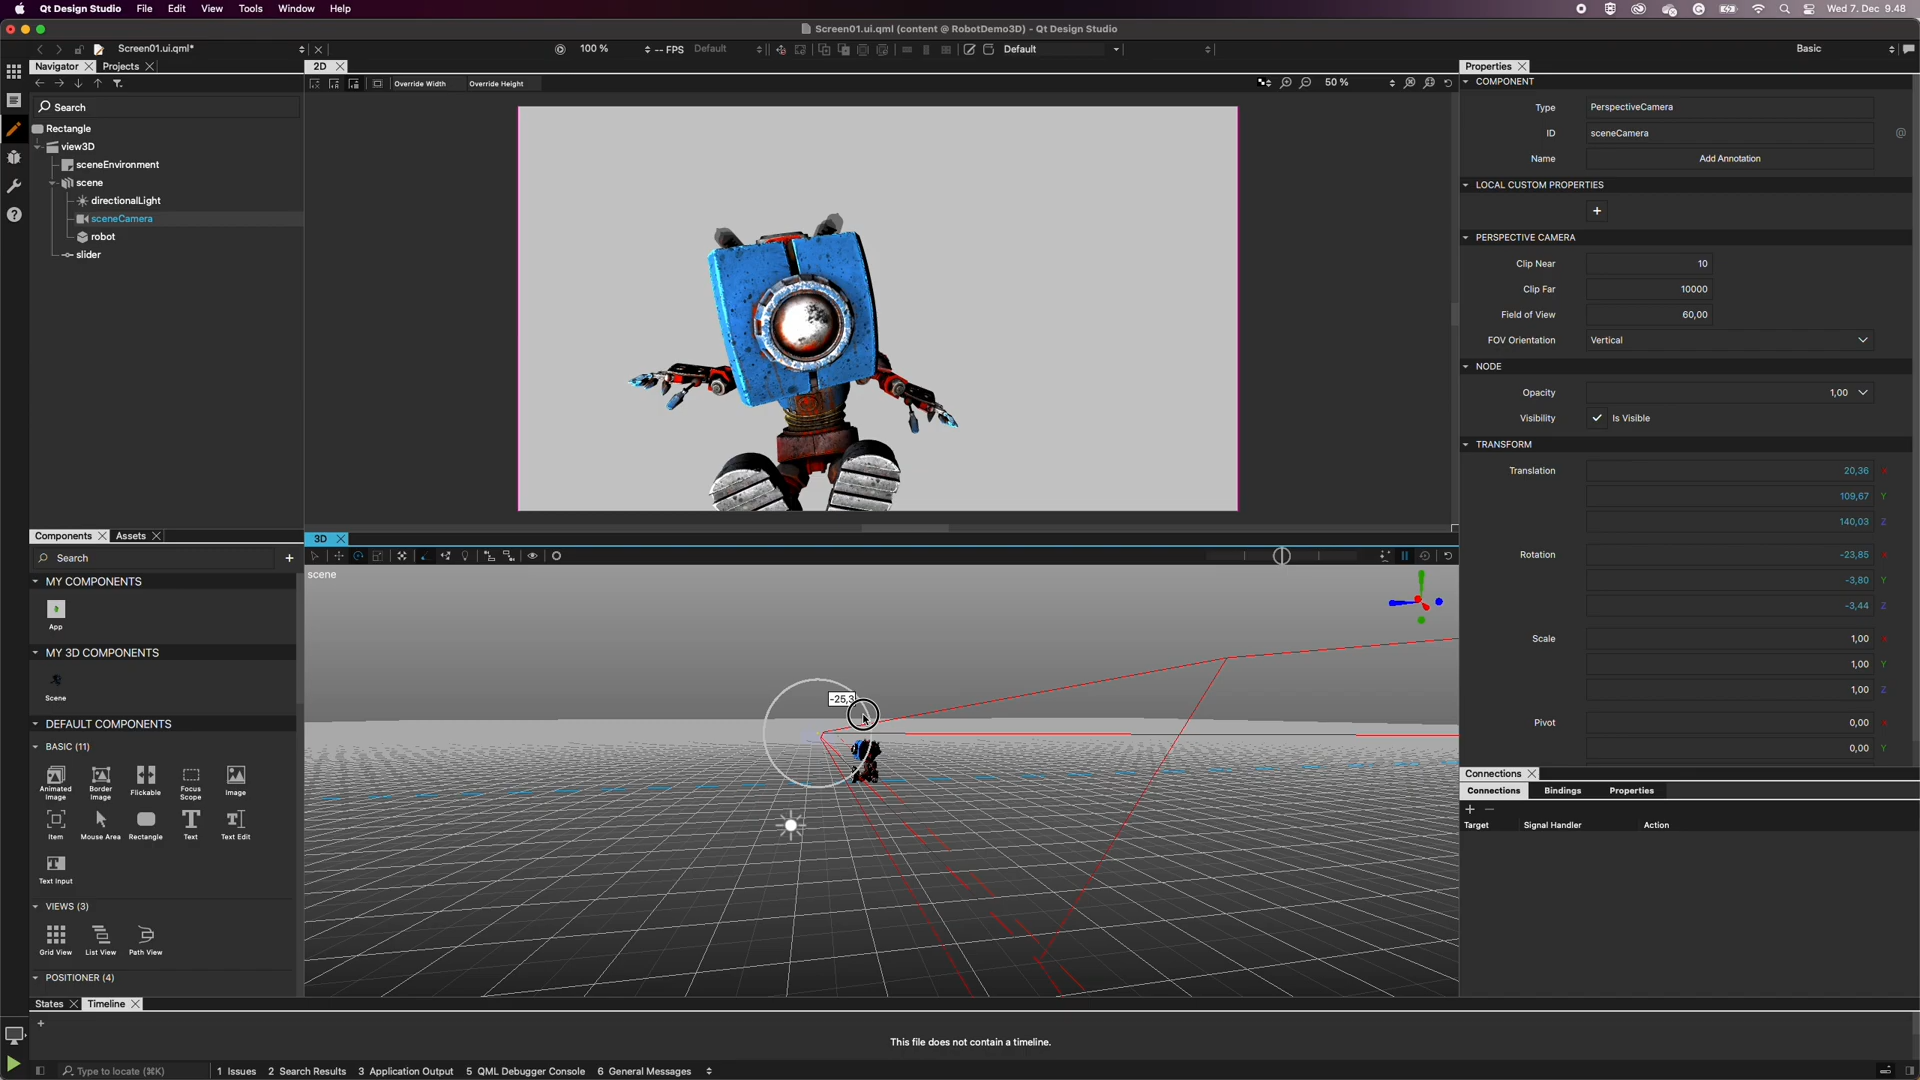 Qt Design Studio File Edit View Tools Window Help Wed 7. Dec 9.48
Screen01.ui.qml (content @ RobotDemo3D) - Qt Design Studio
Screen01.ui.qml* 100 % -- FPS Default Default Basic
Navigator Projects 2D Properties
Override Width Override Height 50 %
COMPONENT
Search
Type PerspectiveCamera
Rectangle
ID sceneCamera
view3D
Name Add Annotation
sceneEnvironment
scene
LOCAL CUSTOM PROPERTIES
directionalLight
sceneCamera
robot
PERSPECTIVE CAMERA
slider
Clip Near 10
Clip Far 10000
Field of View 60,00
FOV Orientation Vertical
NODE
Opacity 1,00
Visibility Is Visible
TRANSFORM
Translation 20,36 X
109,67 Y
140,03 Z
Rotation -23,85 X
-3,80 Y
-3,44 Z
Scale 1,00 X
1,00 Y
1,00 Z
Pivot 0,00 X
0,00 Y
Components Assets 3D
Search
scene
MY COMPONENTS
App
MY 3D COMPONENTS
Scene
-25,3
DEFAULT COMPONENTS
BASIC (11)
Animated Image Border Image Flickable Focus Scope Image
Item Mouse Area Rectangle Text Text Edit
Text Input
VIEWS (3)
Grid View List View Path View
POSITIONER (4)
Connections
Connections Bindings Properties
Target Signal Handler Action
States Timeline
This file does not contain a timeline.
Type to locate (⌘K) 1 Issues 2 Search Results 3 Application Output 5 QML Debugger Console 6 General Messages